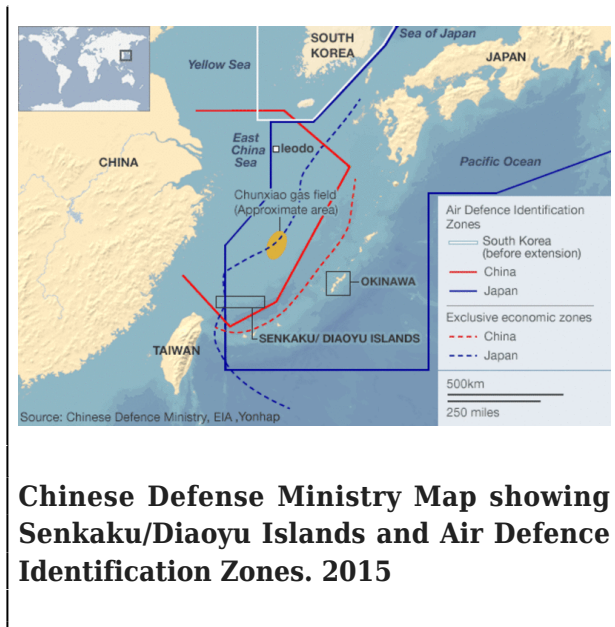 SOUTH
KOREA
Sea of Japan
JAPAN
Yellow Sea
East
China
Sea
Ieodo
CHINA
Pacific Ocean
Chunxiao gas field
(Approximate area)
OKINAWA
SENKAKU/ DIAOYU ISLANDS
TAIWAN
Air Defence Identification
Zones
South Korea
(before extension)
China
Japan
Exclusive economic zones
China
Japan
500km
250 miles
Source: Chinese Defence Ministry, EIA ,Yonhap
Chinese Defense Ministry Map showing
Senkaku/Diaoyu Islands and Air Defence
Identification Zones. 2015